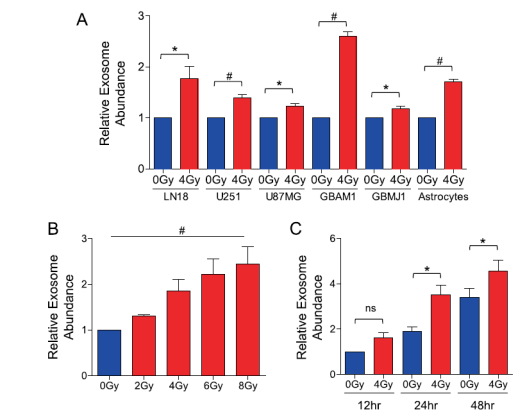 A
Relative Exosome
Abundance
3
2
1
0
*
#
*
#
*
#
0Gy 4Gy 0Gy 4Gy 0Gy 4Gy 0Gy 4Gy 0Gy 4Gy 0Gy 4Gy
LN18 U251 U87MG GBAM1 GBMJ1 Astrocytes
B
Relative Exosome
Abundance
3
2
1
0
#
0Gy 2Gy 4Gy 6Gy 8Gy
C
Relative Exosome
Abundance
6
4
2
0
ns
*
*
0Gy 4Gy 0Gy 4Gy 0Gy 4Gy
12hr 24hr 48hr